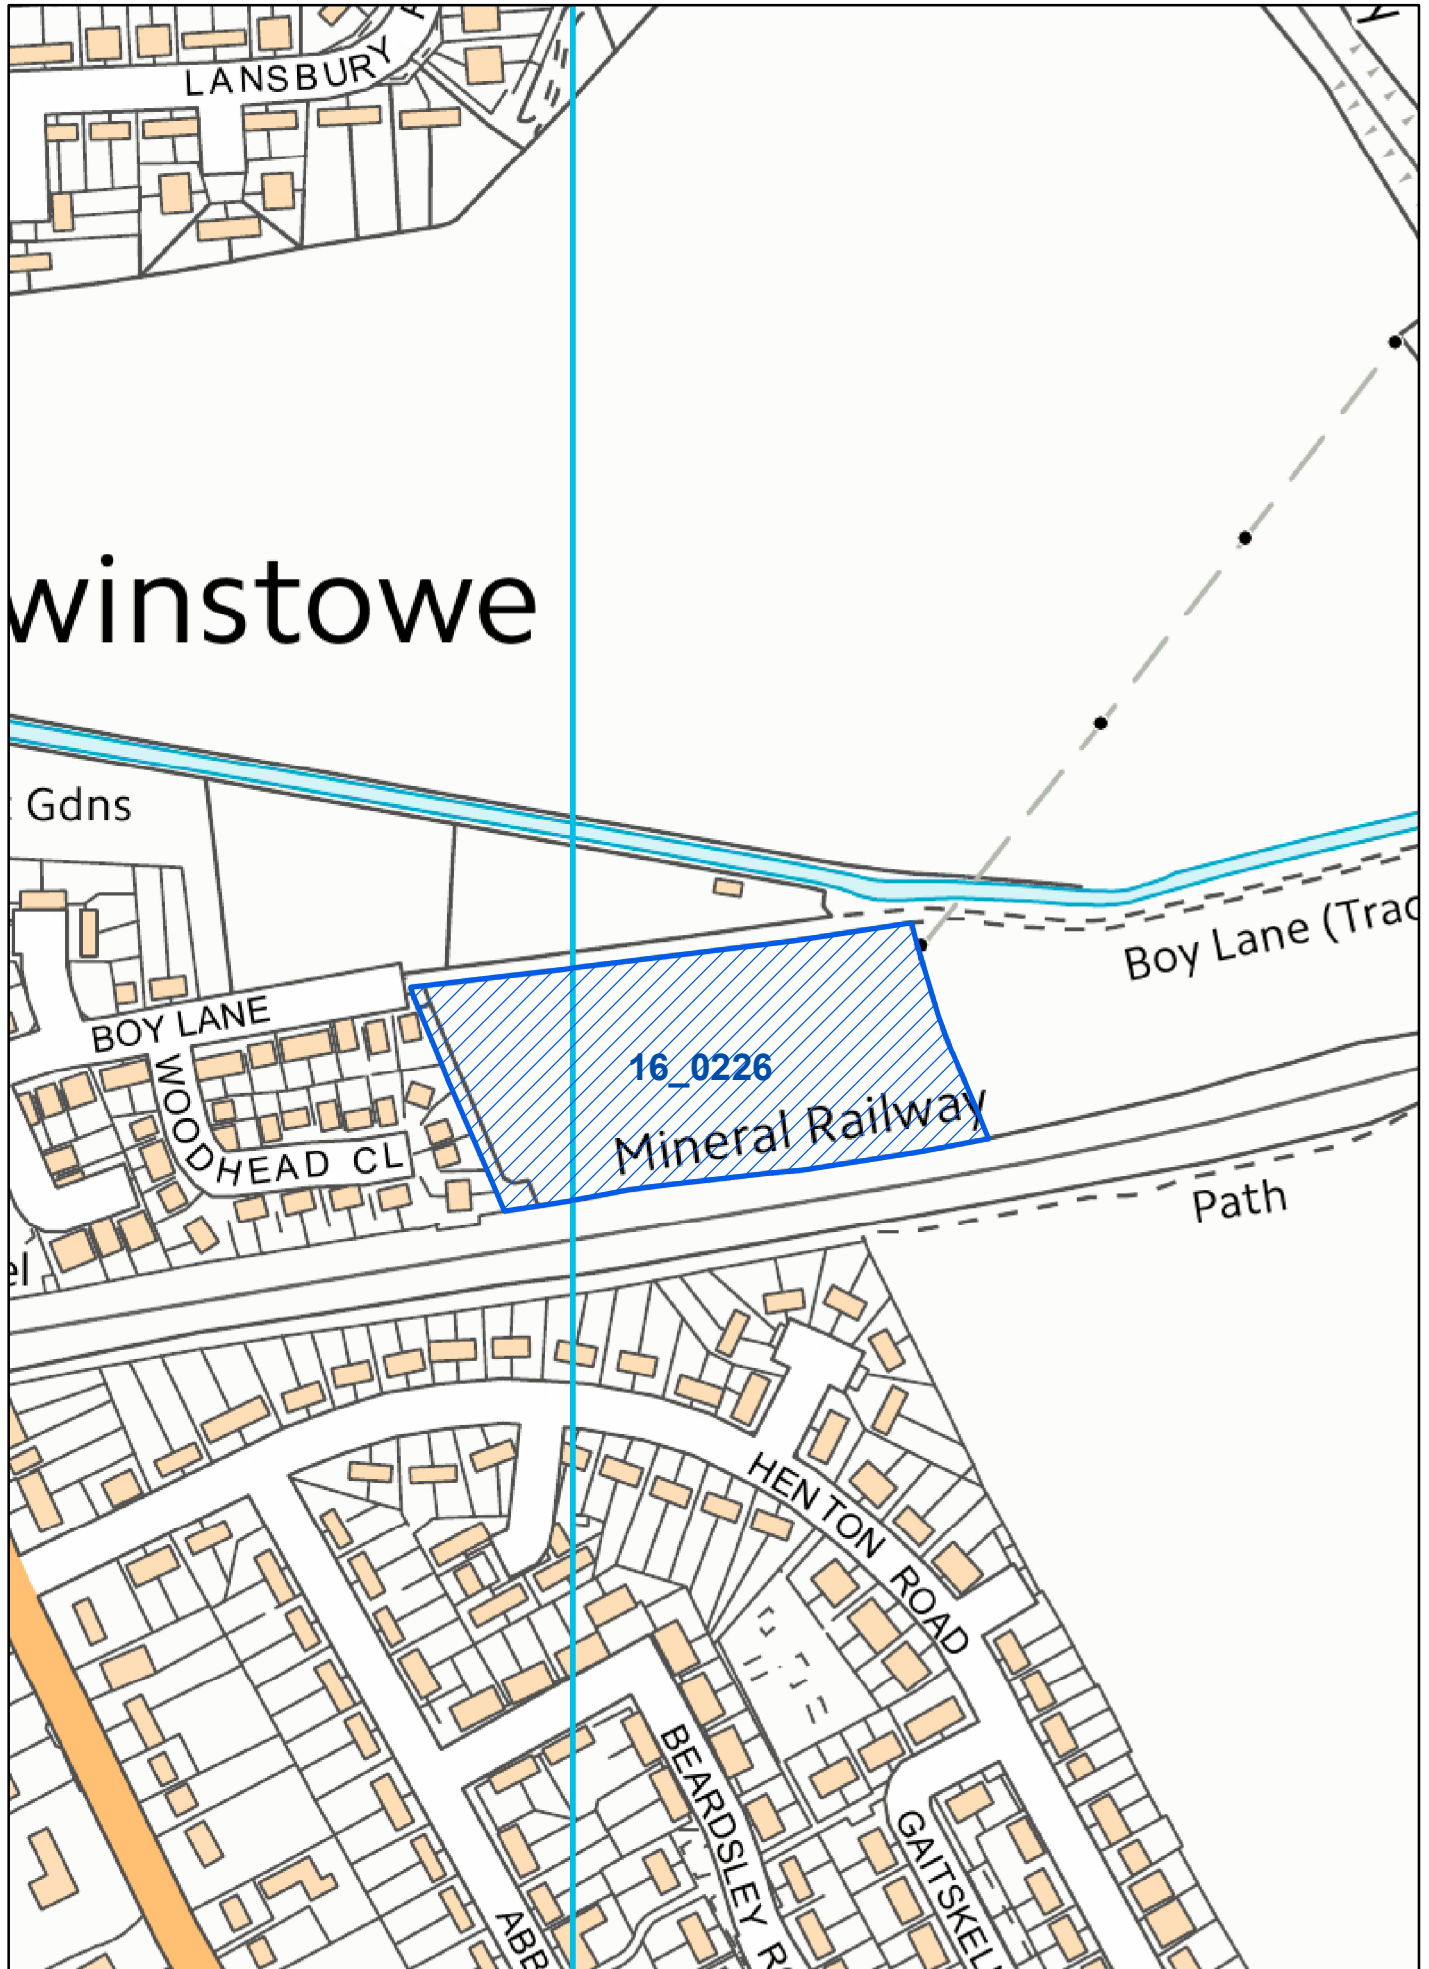 LANSBURY
winstowe
Gdns
Boy Lane (Trac
BOY LANE
16_0226
Mineral Railway
WOODHEAD CL
Path
el
HENTON ROAD
BEARDSLEY
GAITSKEL
ABB